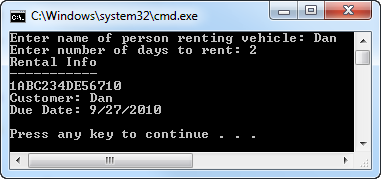 C:\Windows\system32\cmd.exe
Enter name of person renting vehicle: Dan
Enter number of days to rent: 2
Rental Info
-----------
1ABC234DE56710
Customer: Dan
Due Date: 9/27/2010
Press any key to continue . . .